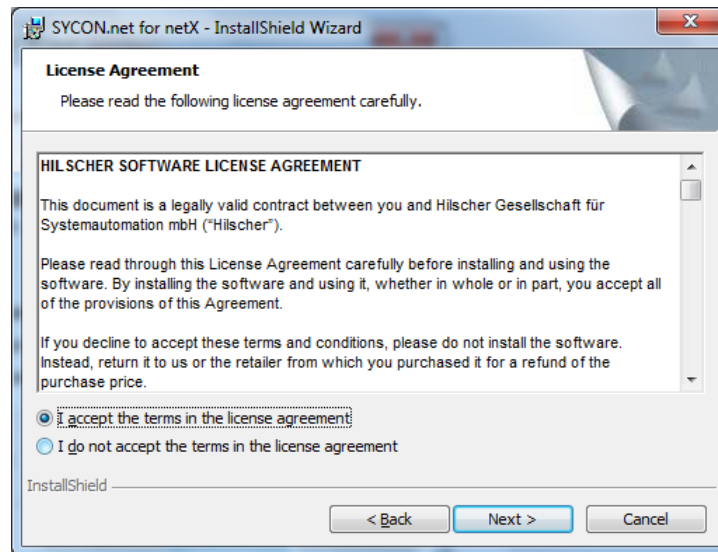 SYCON.net for netX - InstallShield Wizard
License Agreement
Please read the following license agreement carefully.
HILSCHER SOFTWARE LICENSE AGREEMENT
This document is a legally valid contract between you and Hilscher Gesellschaft für
Systemautomation mbH (“Hilscher”).
Please read through this License Agreement carefully before installing and using the
software. By installing the software and using it, whether in whole or in part, you accept all
of the provisions of this Agreement.
If you decline to accept these terms and conditions, please do not install the software.
Instead, return it to us or the retailer from which you purchased it for a refund of the
purchase price.
I accept the terms in the license agreement
I do not accept the terms in the license agreement
InstallShield
< Back
Next >
Cancel